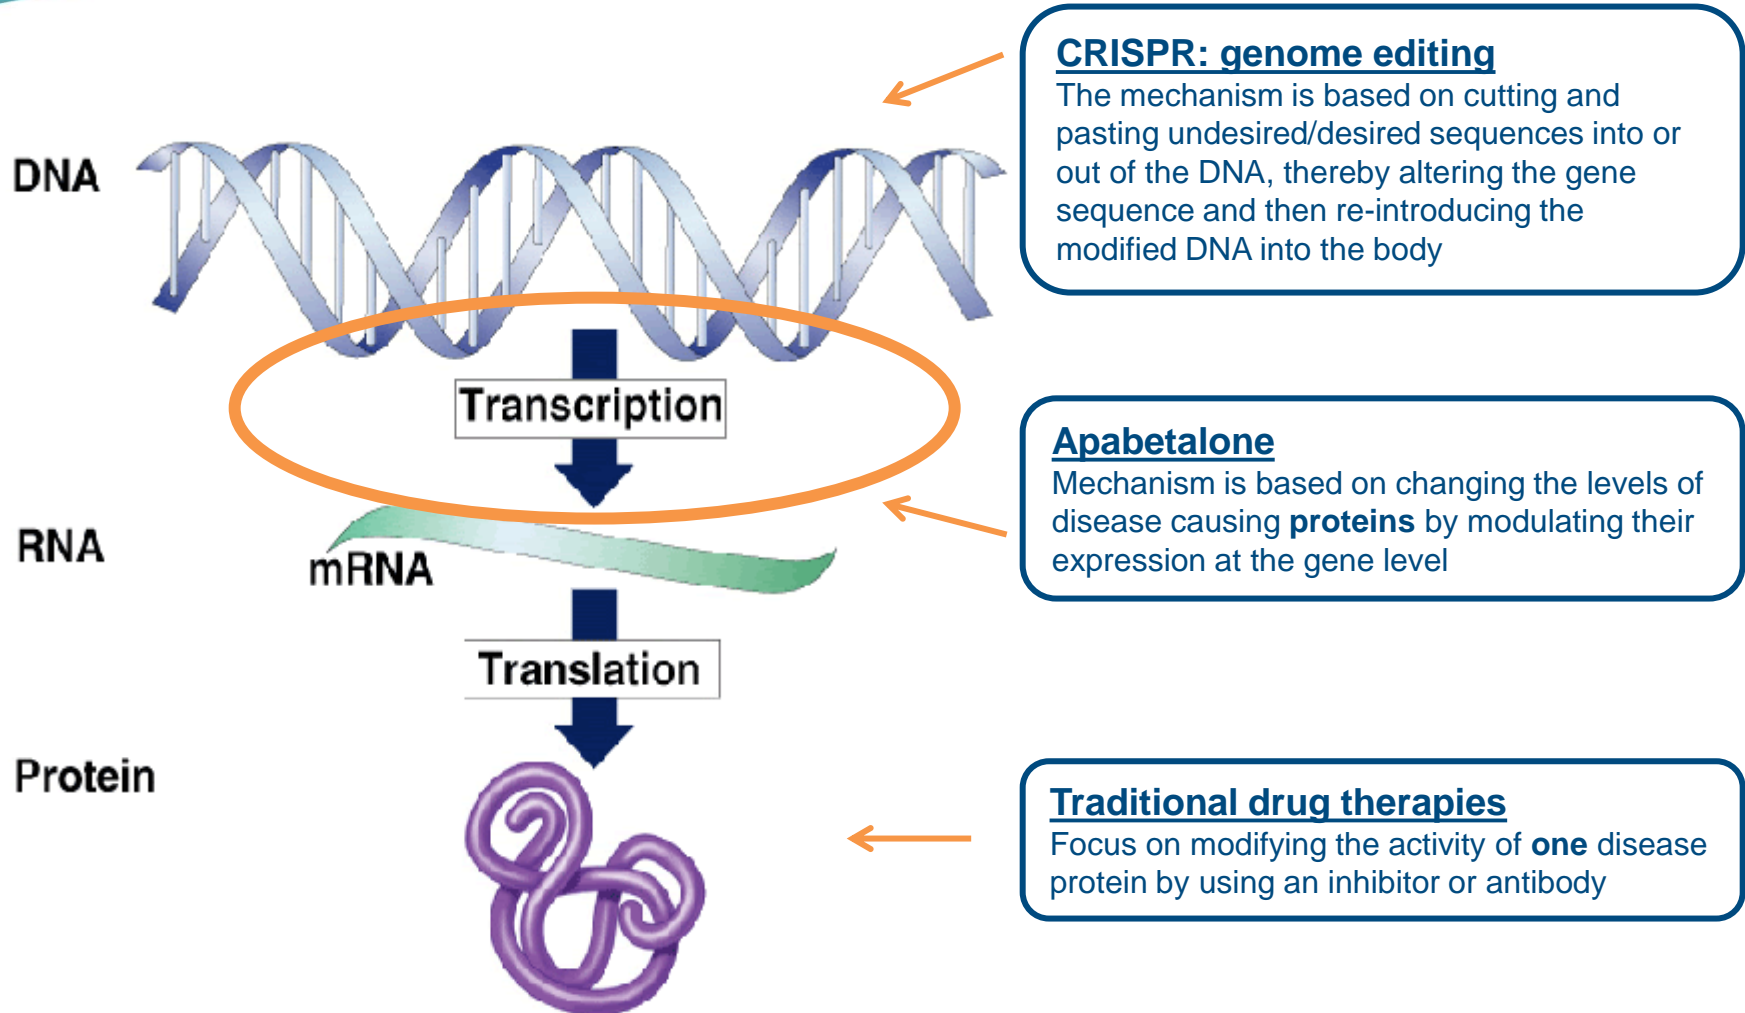 CRISPR: genome editing
The mechanism is based on cutting and
pasting undesired/desired sequences into or
out of the DNA, thereby altering the gene
sequence and then re-introducing the
modified DNA into the body
DNA
Transcription
Apabetalone
Mechanism is based on changing the levels of
disease causing proteins by modulating their
expression at the gene level
RNA
mRNA
Translation
Protein
Traditional drug therapies
Focus on modifying the activity of one disease
protein by using an inhibitor or antibody